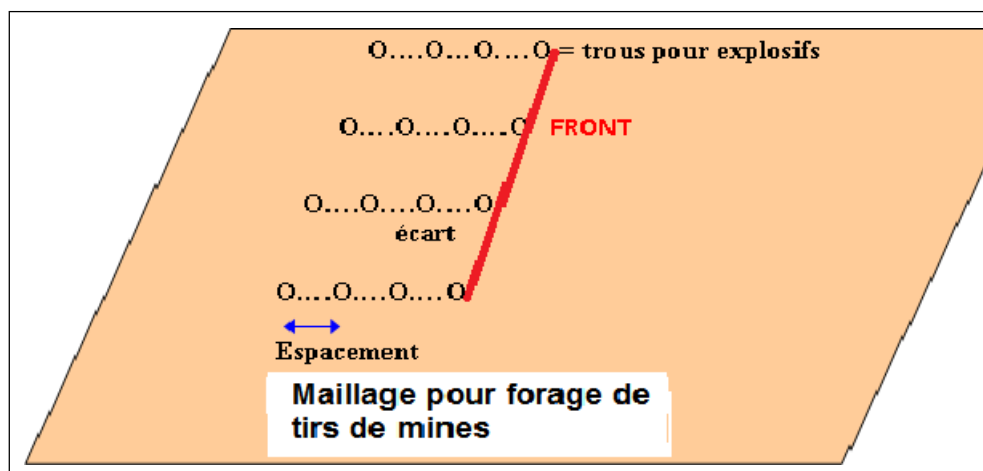 O....O...O....O = trous pour explosifs
O....O....O....O FRONT
O....O....O....O
écart
O....O....O....O
Espacement
Maillage pour forage de
tirs de mines